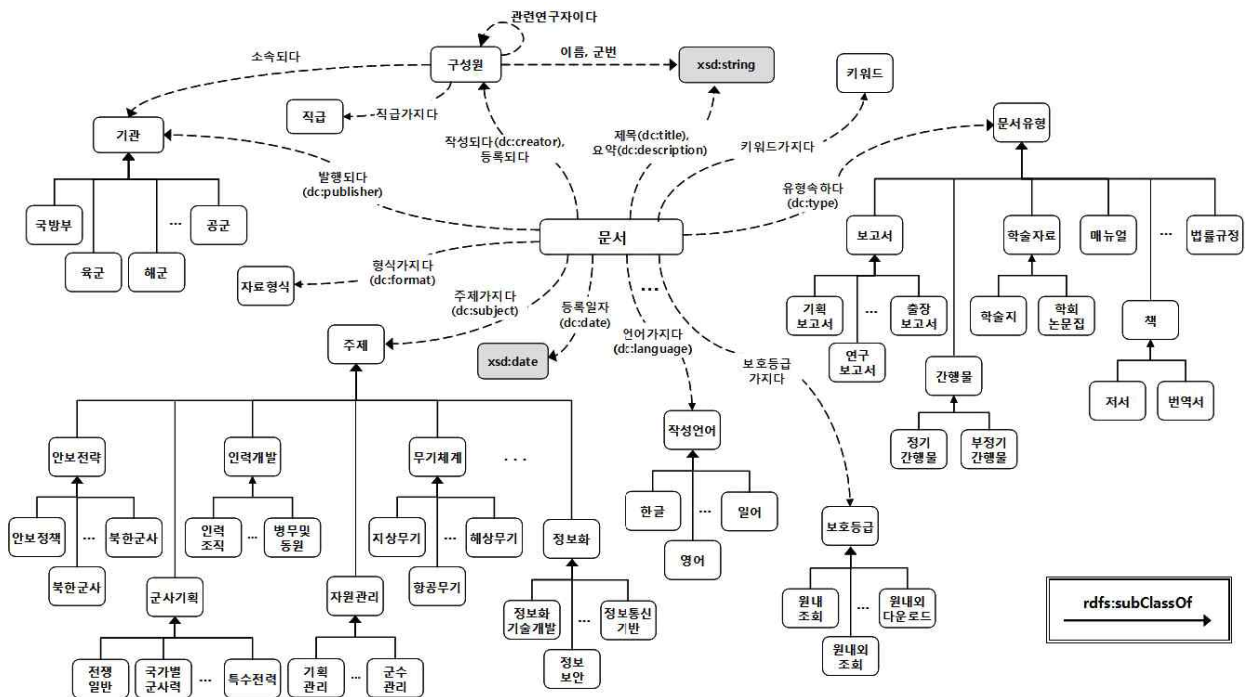 관련연구자이다
소속되다
구성원
이름, 군번
xsd:string
키워드
직급
직급가지다
기관
작성되다(dc:creator),
등록되다
제목(dc:title),
요약(dc:description)
키워드가지다
문서유형
발행되다
(dc:publisher)
유형속하다
(dc:type)
국방부
...
공군
육군
해군
문서
보고서
학술자료
매뉴얼
...
법률규정
자료형식
형식가지다
(dc:format)
주제가지다
(dc:subject)
등록일자
(dc:date)
...
언어가지다
(dc:language)
기획
보고서
...
출장
보고서
연구
보고서
학술지
학회
논문집
책
주제
xsd:date
보호등급
가지다
간행물
저서
번역서
정기
간행물
부정기
간행물
안보전략
인력개발
무기체계
...
작성언어
한글
...
일어
영어
안보정책
...
북한군사
북한군사
인력
조직
...
병무및
동원
지상무기
...
해상무기
항공무기
정보화
보호등급
군사기획
자원관리
정보화
기술개발
...
정보통신
기반
정보
보안
원내
조회
...
원내외
다운로드
원내외
조회
전쟁
일반
국가별
군사력
...
특수전력
기획
관리
...
군수
관리
rdfs:subClassOf